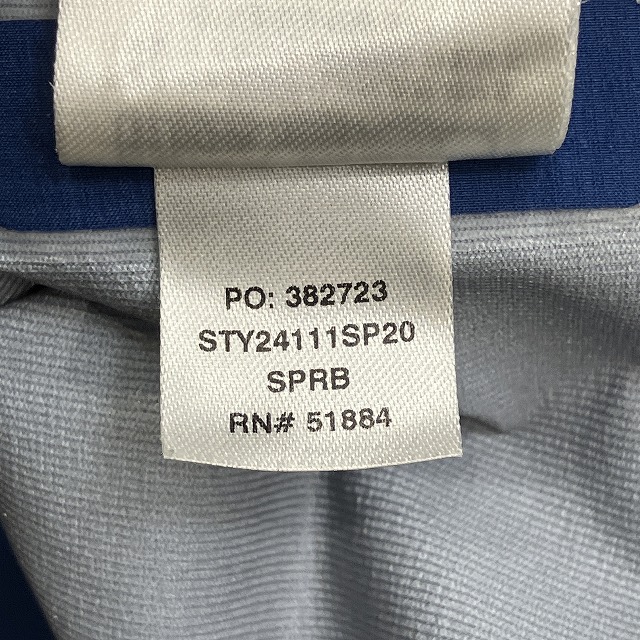 PO: 382723
STY24111SP20
SPRB
RN# 51884